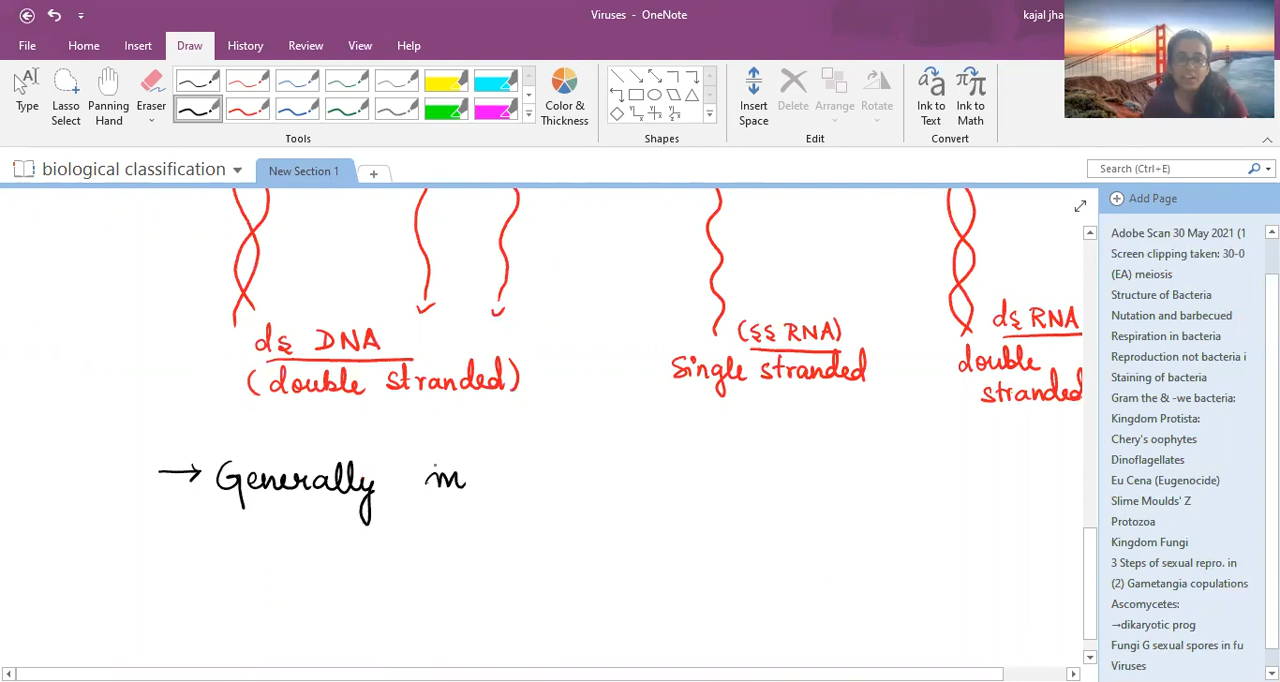 Viruses - OneNote
kajal jha
File Home Insert Draw History Review View Help
Type
Lasso Select
Panning Hand
Eraser
Color & Thickness
Insert Space
Delete
Arrange
Rotate
Ink to Text
Ink to Math
Tools
Shapes
Edit
Convert
biological classification
New Section 1
Search (Ctrl+E)
ds DNA
(double stranded)
(ss RNA)
Single stranded
ds RNA
double
stranded
→ Generally in
Add Page
Adobe Scan 30 May 2021 (1
Screen clipping taken: 30-0
(EA) meiosis
Structure of Bacteria
Nutation and barbecued
Respiration in bacteria
Reproduction not bacteria i
Staining of bacteria
Gram the & -we bacteria:
Kingdom Protista:
Chery's oophytes
Dinoflagellates
Eu Cena (Eugenocide)
Slime Moulds' Z
Protozoa
Kingdom Fungi
3 Steps of sexual repro. in
(2) Gametangia copulations
Ascomycetes:
→dikaryotic prog
Fungi G sexual spores in fu
Viruses